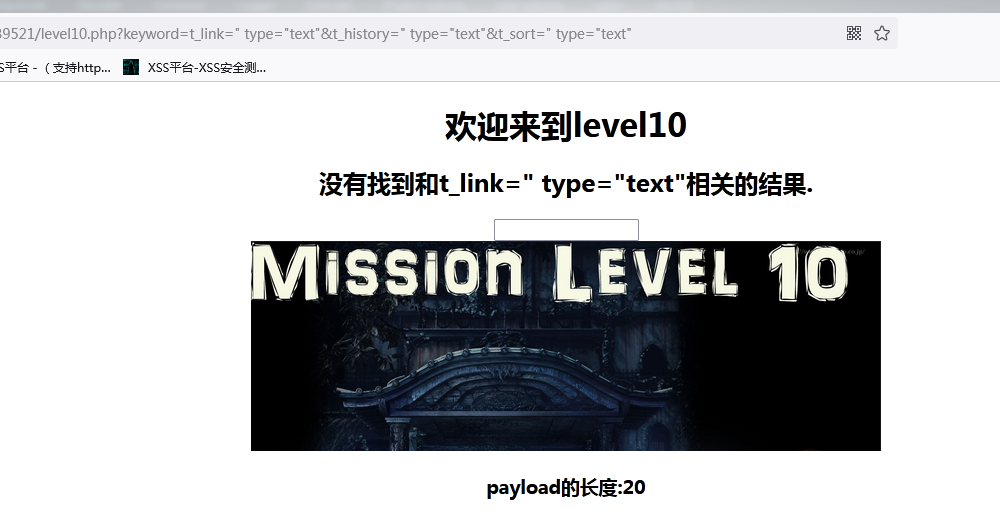 39521/level10.php?keyword=t_link=" type="text"&t_history=" type="text"&t_sort=" type="text"
S平台 - （支持http... XSS平台-XSS安全测...
欢迎来到level10
没有找到和t_link=" type="text"相关的结果.
Mission Level 10
payload的长度:20